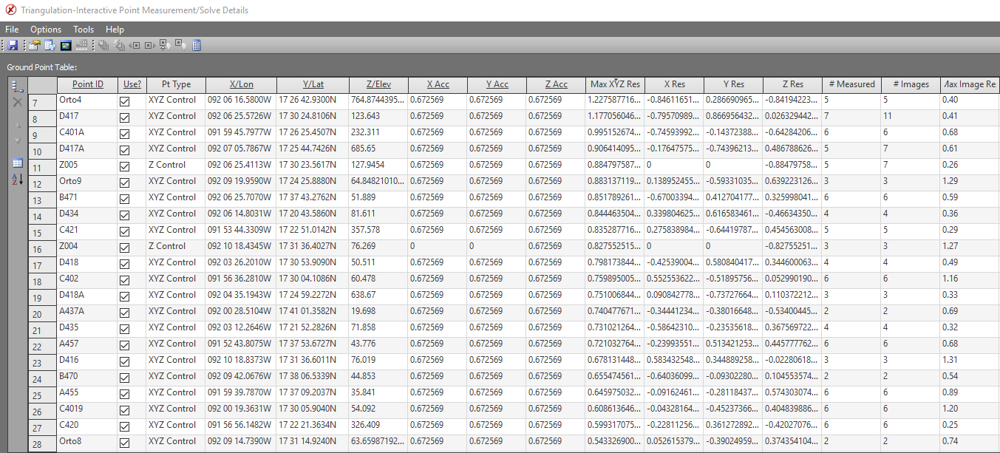 Triangulation-Interactive Point Measurement/Solve Details
File Options Tools Help
Ground Point Table:
Point ID Use? Pt Type X/Lon Y/Lat Z/Elev X Acc Y Acc Z Acc Max XYZ Res X Res Y Res Z Res # Measured # Images Max Image Re
7 Orto4 XYZ Control 092 06 16.5800W 17 26 42.9300N 764.8744395... 0.672569 0.672569 0.672569 1.227587716... -0.84611651... 0.286690965... -0.84194223... 5 5 0.40
8 D417 XYZ Control 092 06 25.5726W 17 30 24.8106N 123.643 0.672569 0.672569 0.672569 1.177056046... -0.79570989... 0.866956432... 0.026329442... 7 11 0.41
9 C401A XYZ Control 091 59 45.7977W 17 26 25.4507N 232.311 0.672569 0.672569 0.672569 0.995152674... -0.74593992... -0.14372388... -0.64284206... 6 6 0.68
10 D417A XYZ Control 092 07 05.7867W 17 25 44.7426N 685.65 0.672569 0.672569 0.672569 0.906414095... -0.17647575... -0.74396213... 0.486788626... 5 7 0.61
11 Z005 Z Control 092 06 25.4113W 17 30 23.5617N 127.9454 0.672569 0.672569 0.672569 0.884797587... 0 0 -0.88479758... 5 7 0.26
12 Orto9 XYZ Control 092 09 19.9590W 17 24 25.8880N 64.84821010... 0.672569 0.672569 0.672569 0.883137119... 0.138952455... -0.59331035... 0.639223126... 3 3 1.29
13 B471 XYZ Control 092 06 25.7070W 17 37 43.2762N 51.889 0.672569 0.672569 0.672569 0.851789261... -0.67003394... 0.412704177... 0.325998041... 6 6 0.59
14 D434 XYZ Control 092 06 14.8031W 17 20 43.5860N 81.611 0.672569 0.672569 0.672569 0.844463504... 0.339804625... 0.616583461... -0.46634350... 4 4 0.36
15 C421 XYZ Control 091 53 44.3309W 17 22 51.0142N 357.578 0.672569 0.672569 0.672569 0.835287716... 0.275838984... -0.64419787... 0.454563008... 5 5 0.29
16 Z004 Z Control 092 10 18.4345W 17 31 36.4027N 76.269 0 0 0.672569 0.827552515... 0 0 -0.82755251... 3 3 1.27
17 D418 XYZ Control 092 03 26.2010W 17 30 53.9090N 50.511 0.672569 0.672569 0.672569 0.798173844... -0.42539004... 0.580840417... 0.344600063... 4 4 0.49
18 C402 XYZ Control 091 56 36.2810W 17 30 04.1086N 60.478 0.672569 0.672569 0.672569 0.759895005... 0.552553622... -0.51895756... 0.052990190... 6 6 1.16
19 D418A XYZ Control 092 04 35.1943W 17 24 59.2272N 638.67 0.672569 0.672569 0.672569 0.751006844... 0.090842778... -0.73727664... 0.110372212... 3 3 0.33
20 A437A XYZ Control 092 00 28.5104W 17 41 01.3582N 19.698 0.672569 0.672569 0.672569 0.740477671... -0.34441234... -0.38016648... -0.53400445... 2 2 0.69
21 D435 XYZ Control 092 03 12.2646W 17 21 52.2826N 71.858 0.672569 0.672569 0.672569 0.731021264... -0.58642310... -0.23535618... 0.367569722... 4 4 0.32
22 A457 XYZ Control 091 52 43.8075W 17 37 53.6727N 43.776 0.672569 0.672569 0.672569 0.721032764... -0.23993551... 0.513421253... 0.445777762... 6 6 0.68
23 D416 XYZ Control 092 10 18.8373W 17 31 36.6011N 76.019 0.672569 0.672569 0.672569 0.678131448... 0.583432548... 0.344889258... -0.02280618... 3 3 1.31
24 B470 XYZ Control 092 09 42.0676W 17 38 06.5339N 44.853 0.672569 0.672569 0.672569 0.655474561... -0.64036099... -0.09302280... 0.104553574... 2 2 0.54
25 A455 XYZ Control 091 59 39.7870W 17 37 09.2037N 35.841 0.672569 0.672569 0.672569 0.645975032... -0.09162461... -0.28118437... 0.574303074... 6 6 0.89
26 C4019 XYZ Control 092 00 19.3631W 17 30 05.9040N 54.092 0.672569 0.672569 0.672569 0.608613646... -0.04328164... -0.45237366... 0.404839886... 6 6 1.20
27 C420 XYZ Control 091 56 56.1482W 17 22 21.3634N 326.409 0.672569 0.672569 0.672569 0.599317075... -0.22811256... 0.361272892... -0.42027076... 6 6 0.25
28 Orto8 XYZ Control 092 09 14.7390W 17 31 14.9240N 63.65987192... 0.672569 0.672569 0.672569 0.543326900... 0.052615379... -0.39024959... 0.374354104... 2 2 0.74